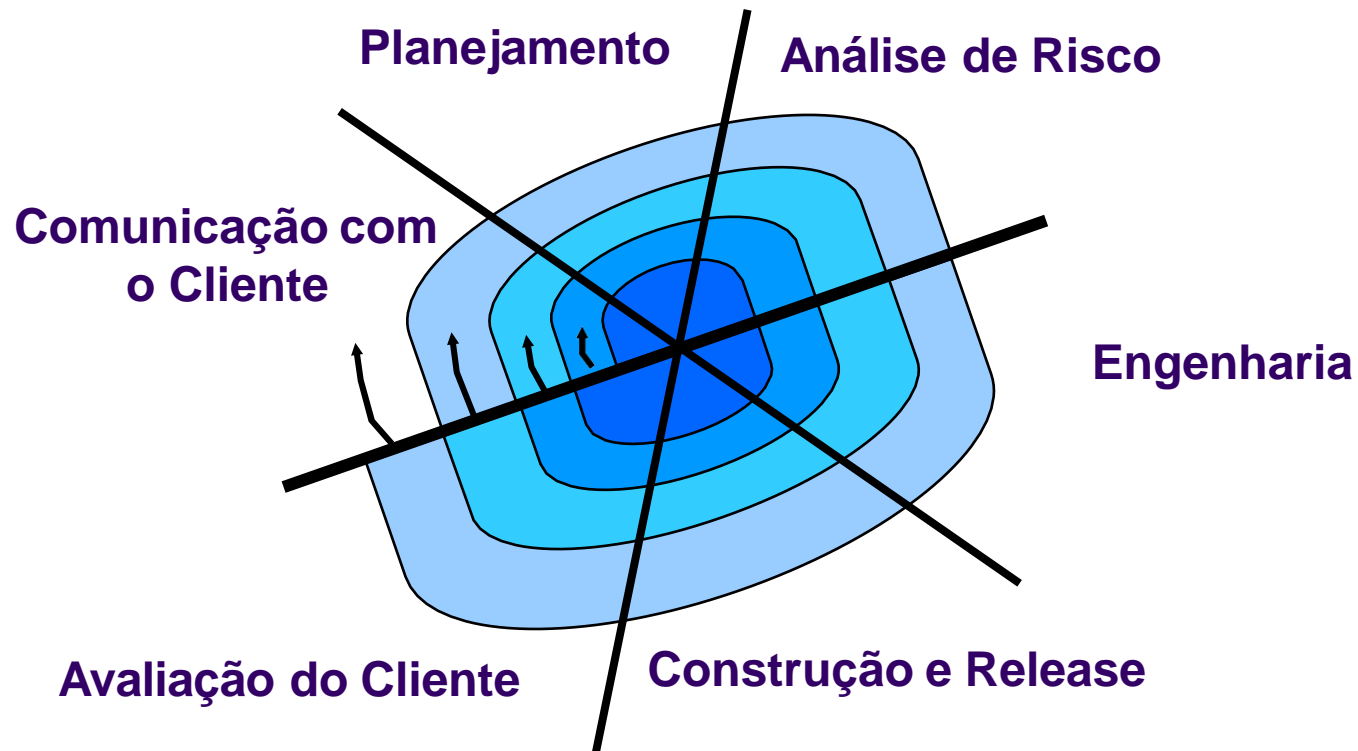 Planejamento
Análise de Risco
Comunicação com
o Cliente
Engenharia
Avaliação do Cliente
Construção e Release